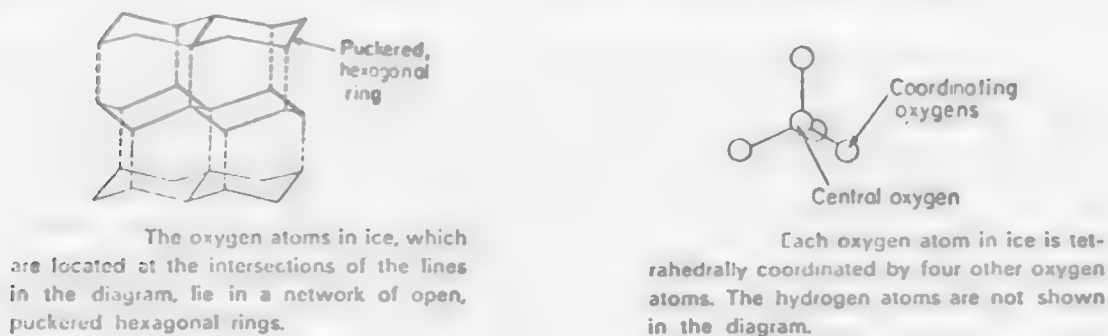 Puckered,
hexagonal
ring
The oxygen atoms in ice, which
are located at the intersections of the lines
in the diagram, lie in a network of open,
puckered hexagonal rings.
Coordinating
oxygens
Central oxygen
Each oxygen atom in ice is tet-
rahedrally coordinated by four other oxygen
atoms. The hydrogen atoms are not shown
in the diagram.